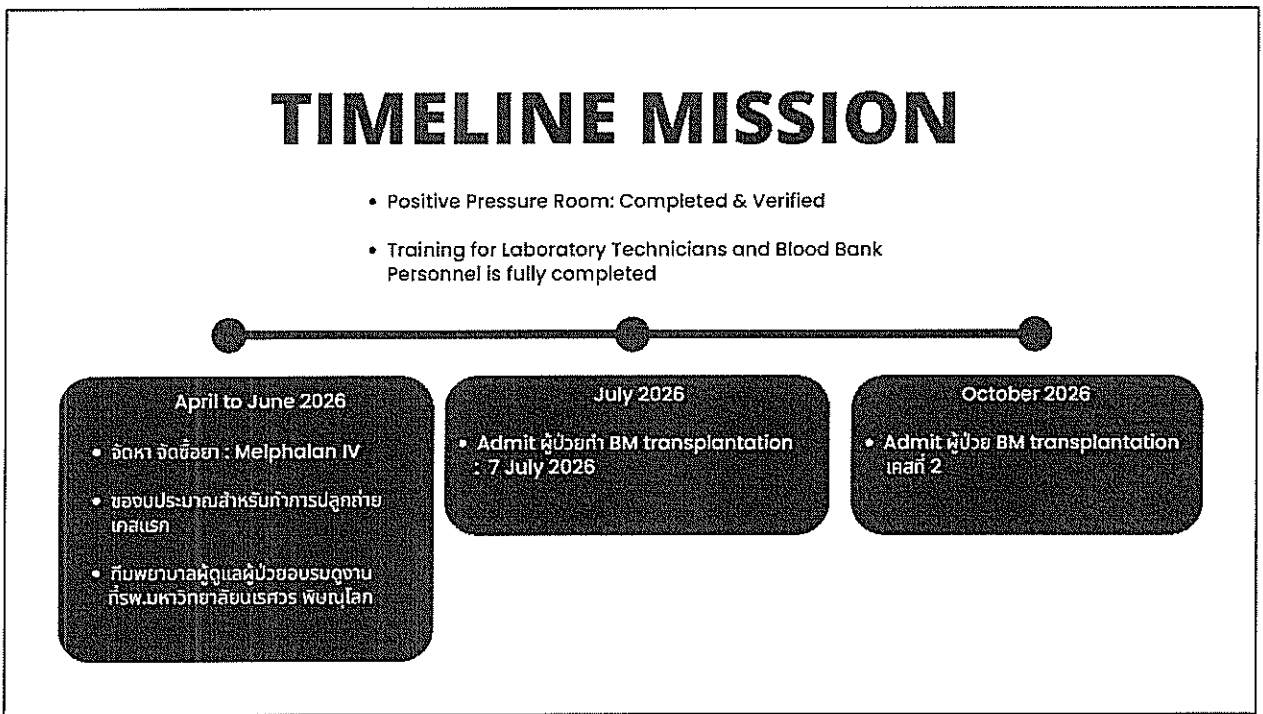 TIMELINE MISSION
• Positive Pressure Room: Completed & Verified
• Training for Laboratory Technicians and Blood Bank
Personnel is fully completed
April to June 2026
• จัดหา จัดซื้อยา : Melphalan IV
• ของบประมาณสำหรับทำการปลูกถ่าย
เคสแรก
• ทีมพยาบาลผู้ดูแลผู้ป่วยอบรมดูงาน
ที่รพ.มหาวิทยาลัยนเรศวร พิษณุโลก
July 2026
• Admit ผู้ป่วยทำ BM transplantation
: 7 July 2026
October 2026
• Admit ผู้ป่วย BM transplantation
เคสที่ 2